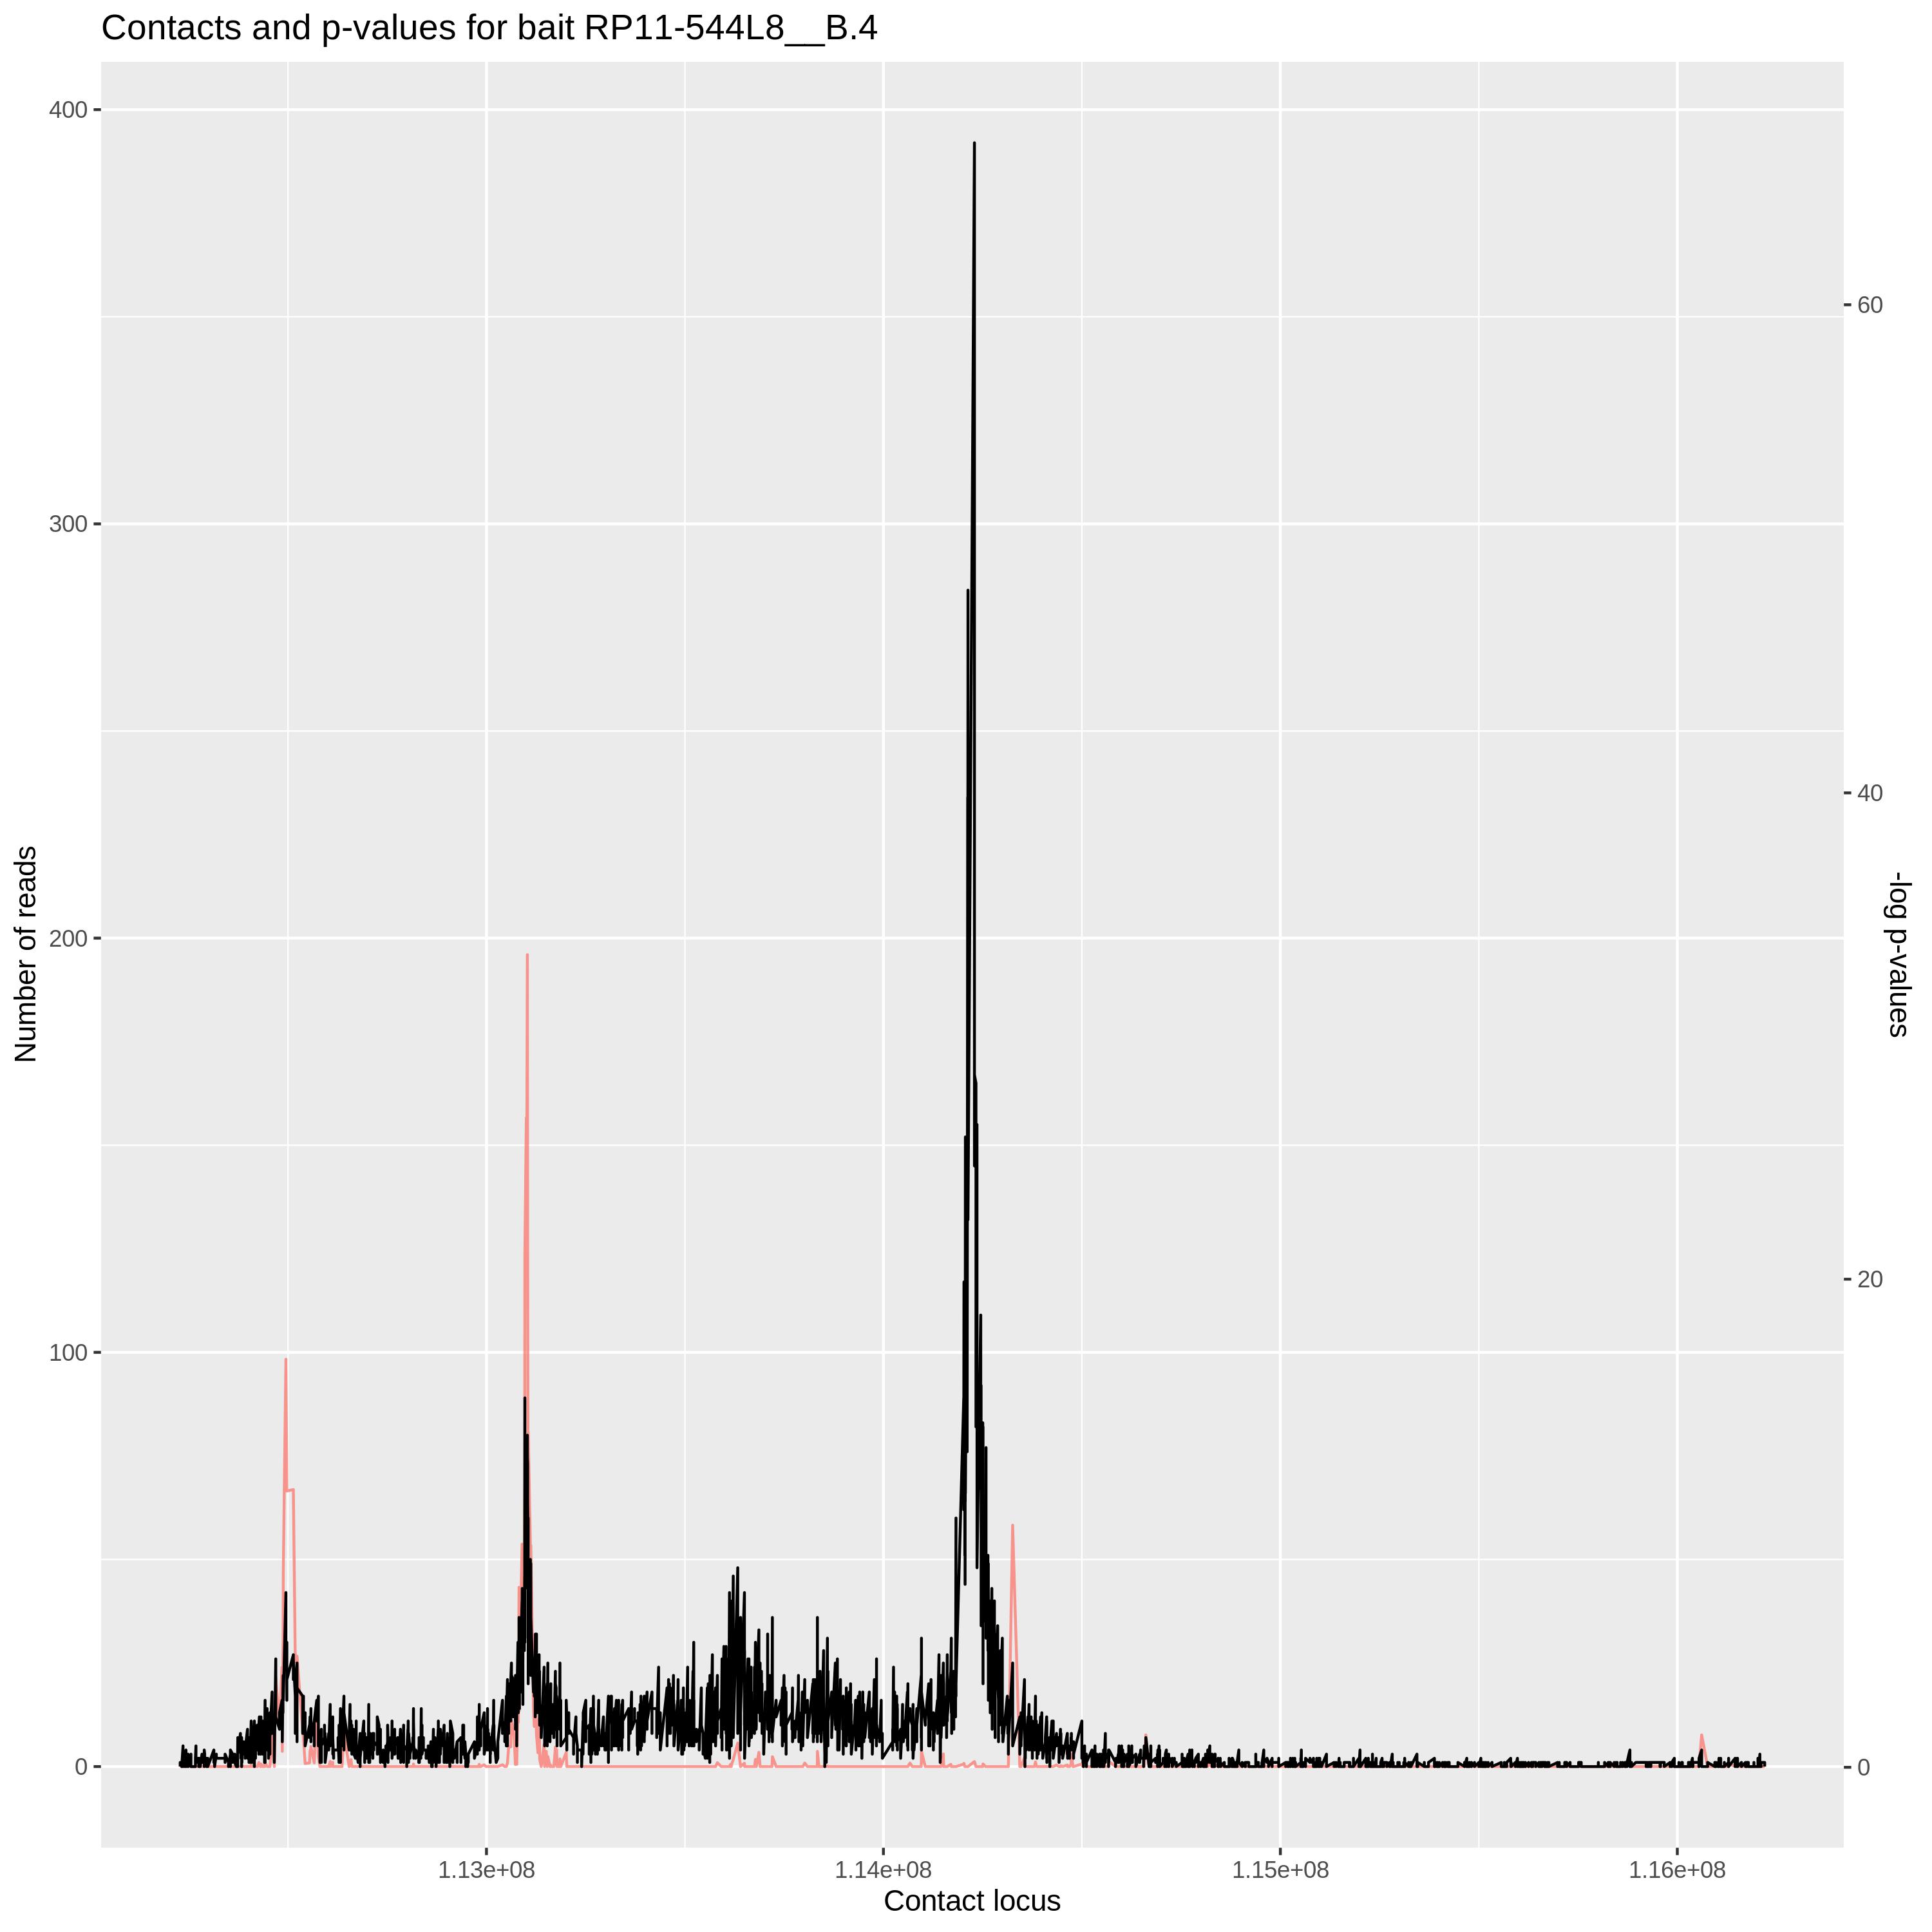 Contacts and p-values for bait RP11-544L8__B.4
400
300
200
100
0
Number of reads
60
40
20
0
-log p-values
1.13e+08
1.14e+08
1.15e+08
1.16e+08
Contact locus